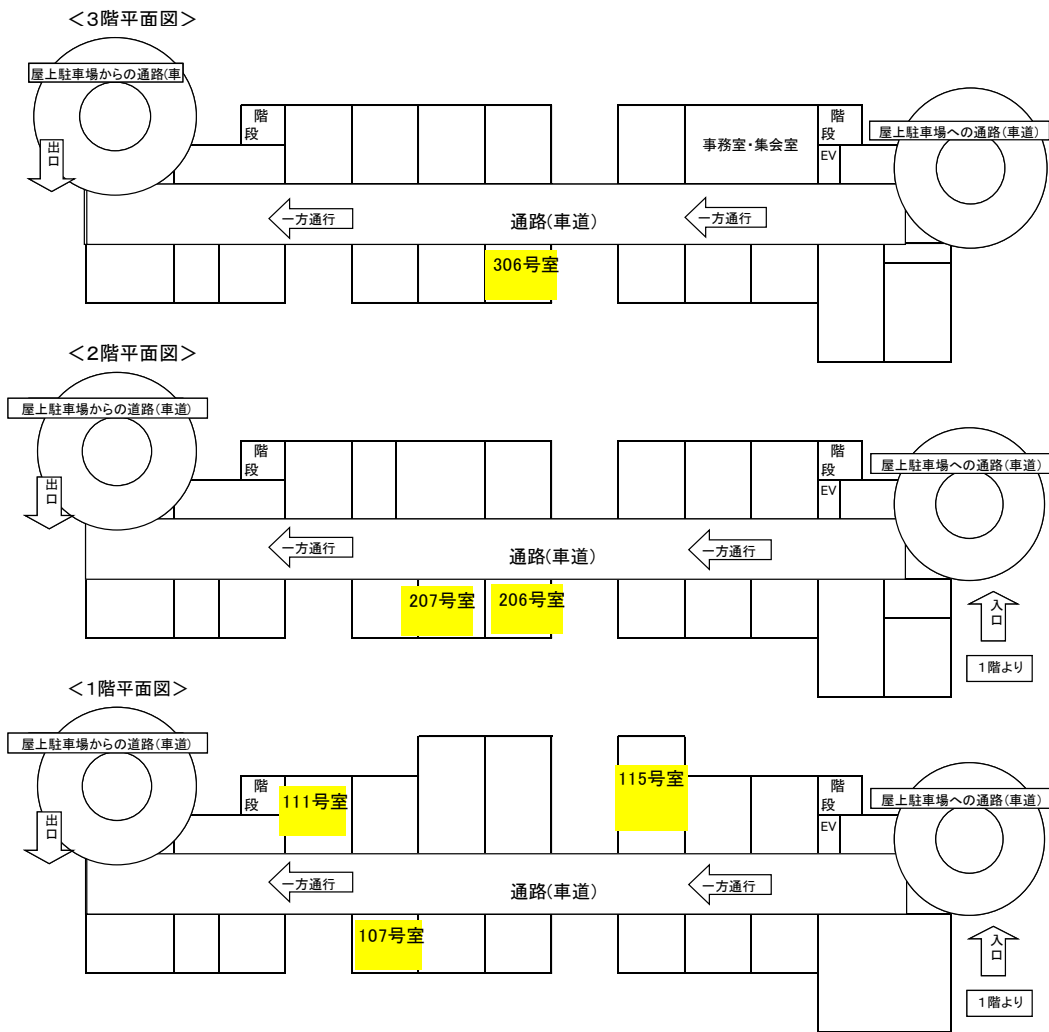 <3階平面図>
屋上駐車場からの通路(車
出口
階段
事務室・集会室
階段
EV
屋上駐車場への通路(車道)
一方通行
通路(車道)
一方通行
306号室
<2階平面図>
屋上駐車場からの道路(車道)
出口
階段
階段
EV
屋上駐車場への通路(車道)
一方通行
通路(車道)
一方通行
207号室
206号室
入口
1階より
<1階平面図>
屋上駐車場からの道路(車道)
出口
階段
111号室
115号室
階段
EV
屋上駐車場への通路(車道)
一方通行
通路(車道)
一方通行
107号室
入口
1階より